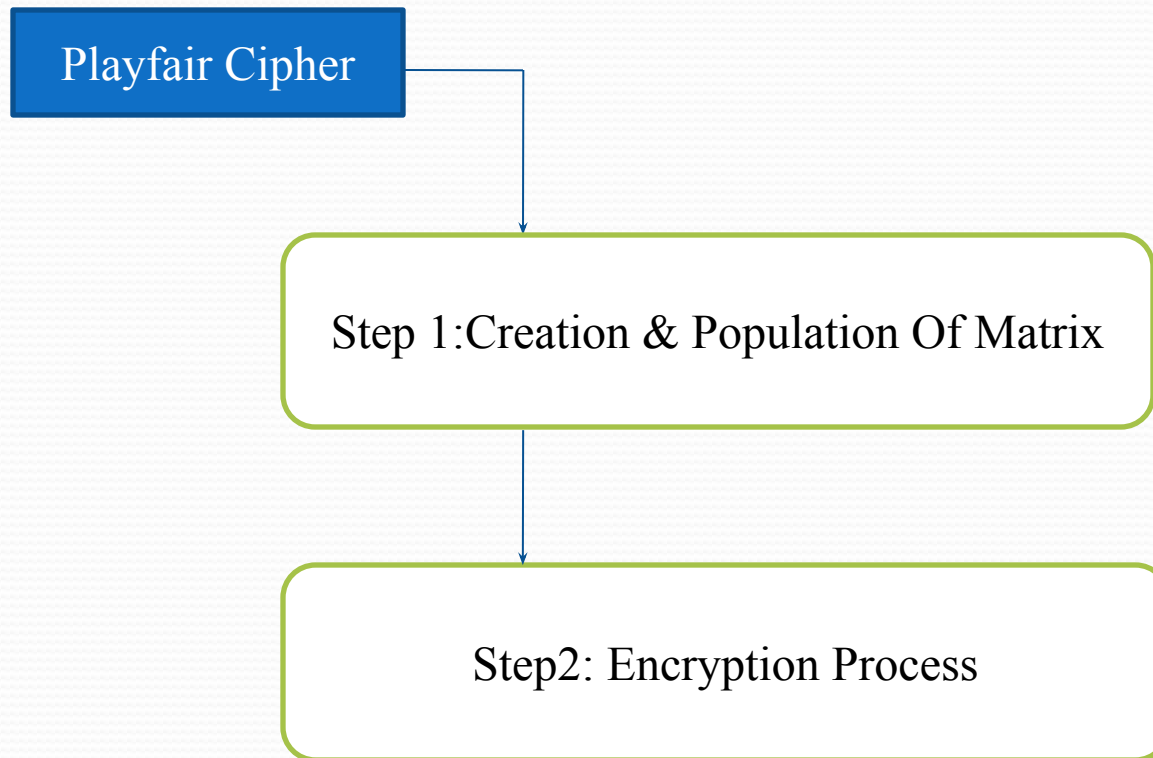 Playfair Cipher
Step 1:Creation & Population Of Matrix
Step2: Encryption Process